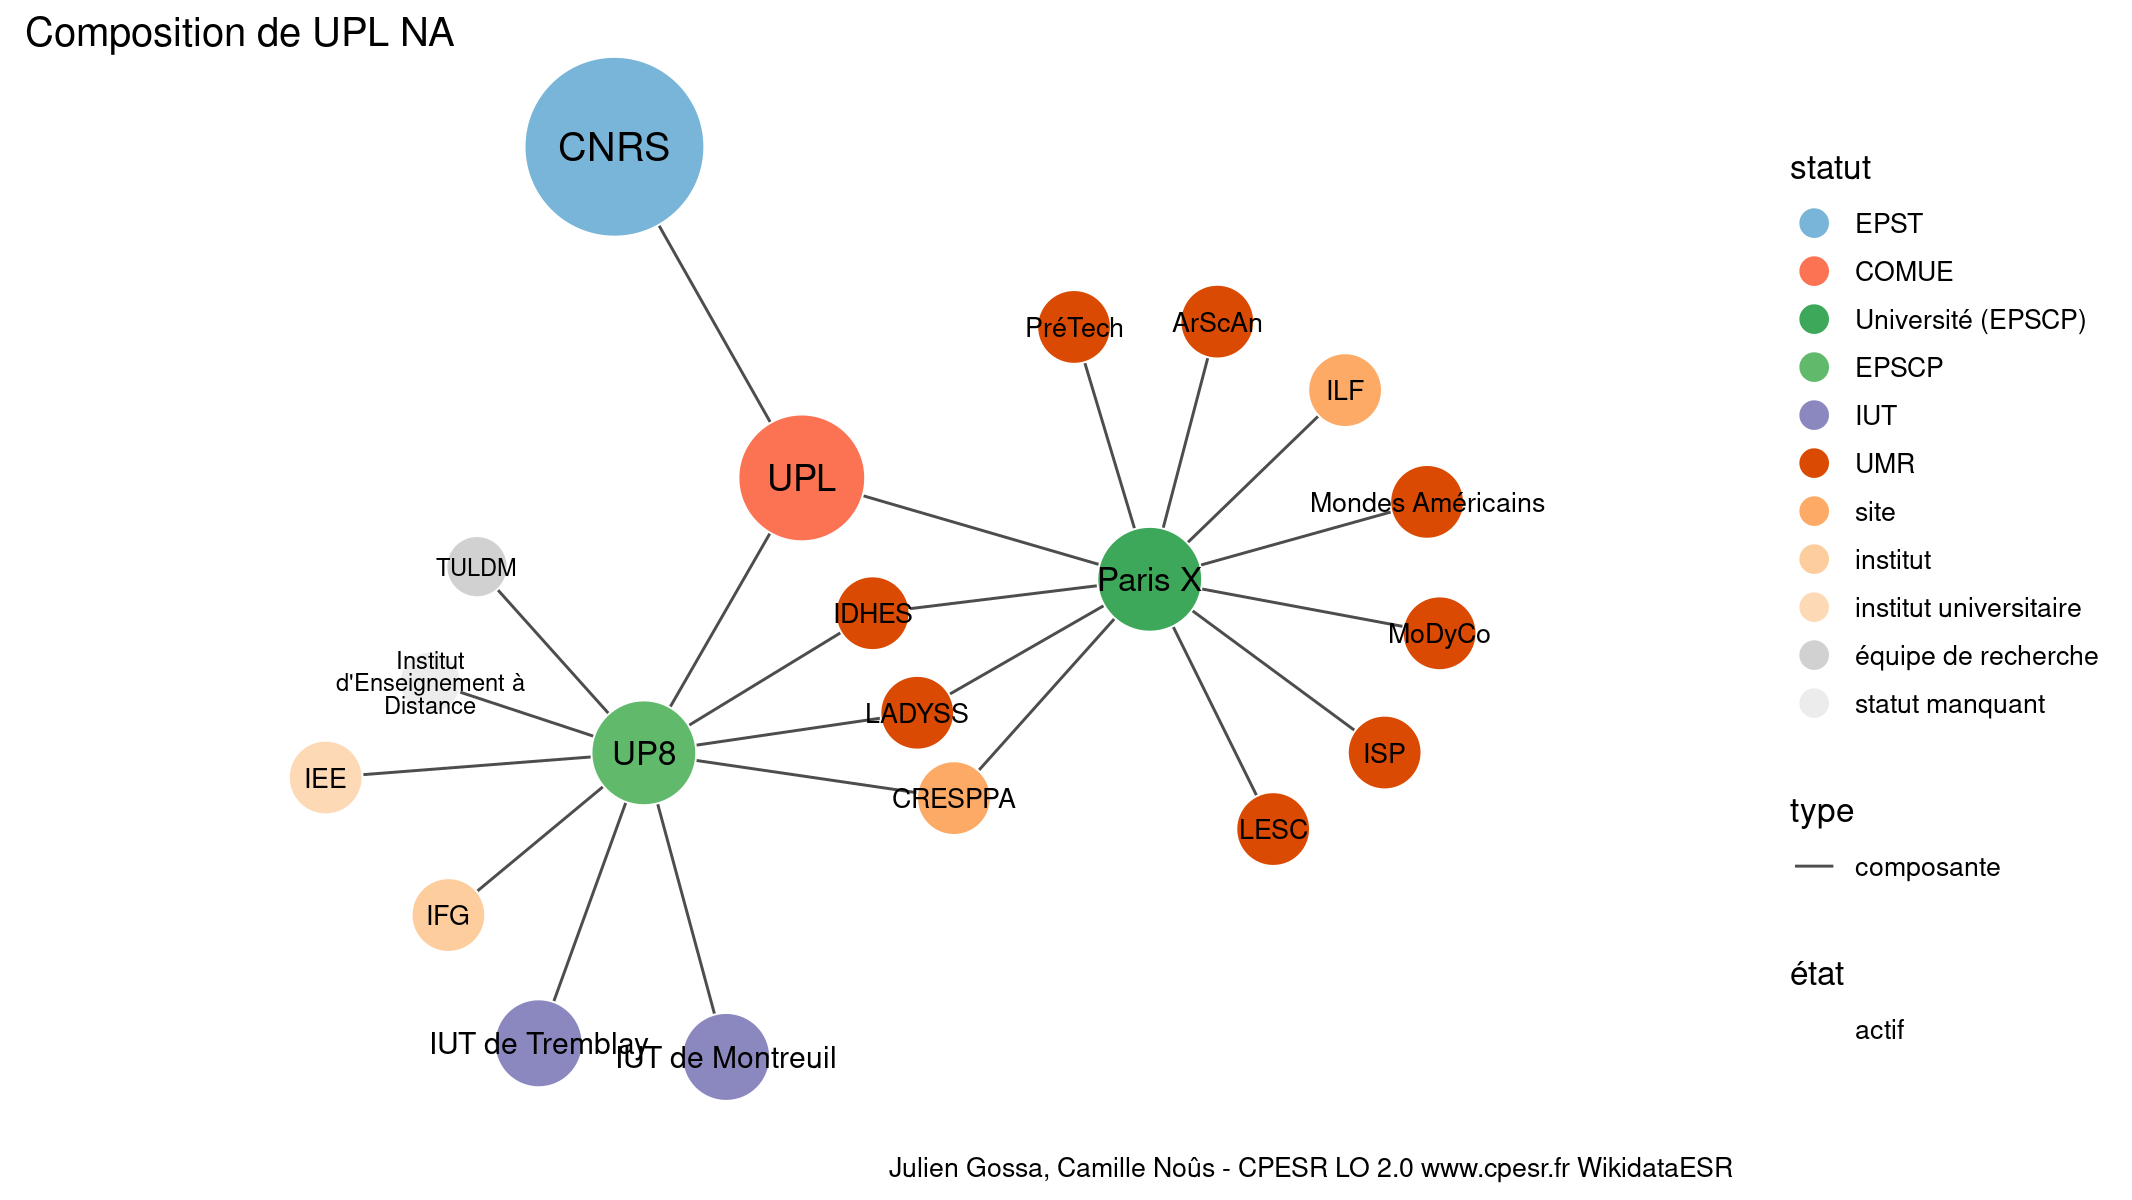 Composition de UPL NA
CNRS
PréTech
ArScAn
ILF
UPL
Mondes Américains
TULDM
Paris X
IDHES
MoDyCo
Institut
d'Enseignement à
Distance
LADYSS
UP8
ISP
IEE
CRESPPA
LESC
IFG
IUT de Tremblay
IUT de Montreuil
statut
EPST
COMUE
Université (EPSCP)
EPSCP
IUT
UMR
site
institut
institut universitaire
équipe de recherche
statut manquant
type
composante
état
actif
Julien Gossa, Camille Noûs - CPESR LO 2.0 www.cpesr.fr WikidataESR